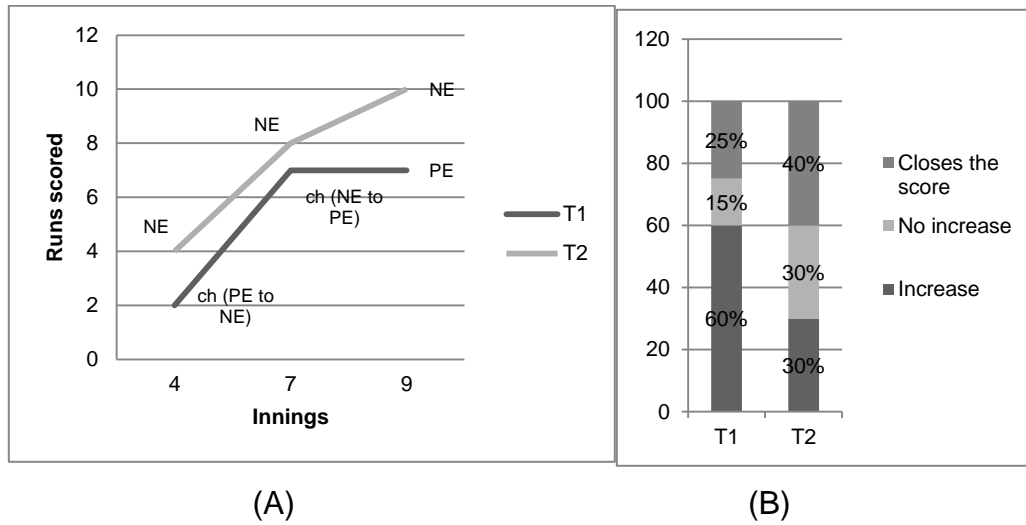 12
10
8
6
4
2
0
Runs scored
NE
NE
NE
PE
ch (NE to
PE)
ch (PE to
NE)
4
7
9
Innings
T1
T2
(A)
120
100
80
60
40
20
0
25%
15%
60%
40%
30%
30%
T1
T2
Closes the
score
No increase
Increase
(B)